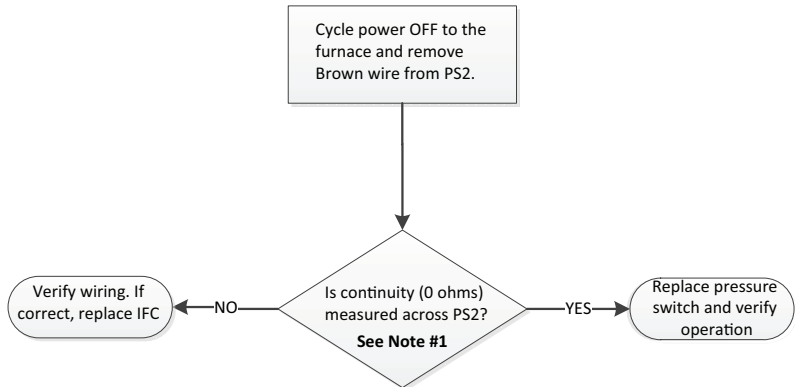 Cycle power OFF to the
furnace and remove
Brown wire from PS2.
Is continuity (0 ohms)
measured across PS2?
See Note #1
NO
Verify wiring. If
correct, replace IFC
YES
Replace pressure
switch and verify
operation